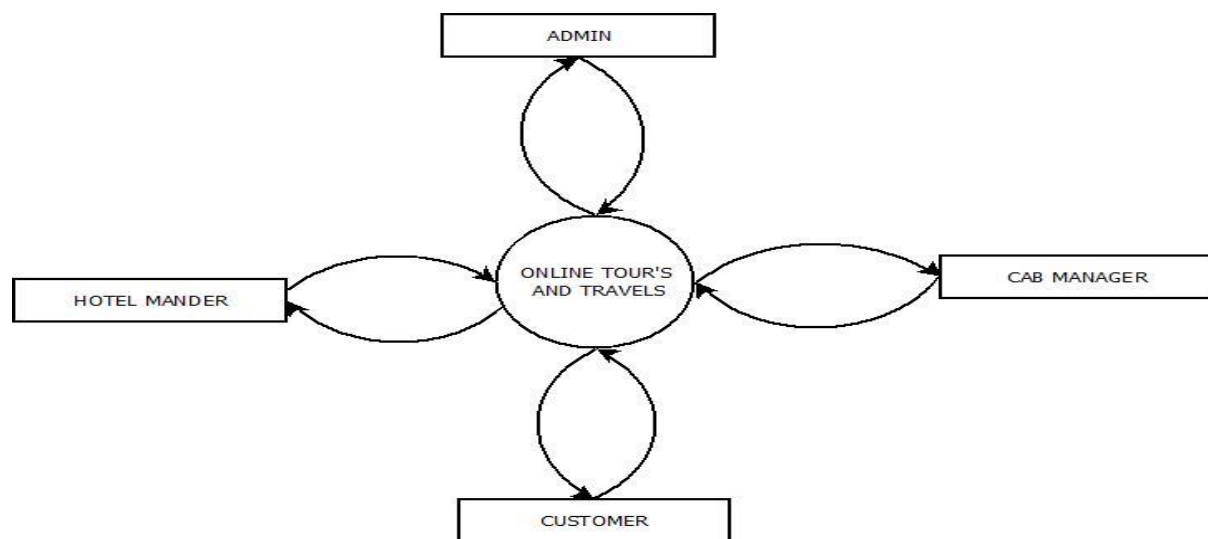 ADMIN
ONLINE TOUR'S
AND TRAVELS
HOTEL MANDER
CAB MANAGER
CUSTOMER